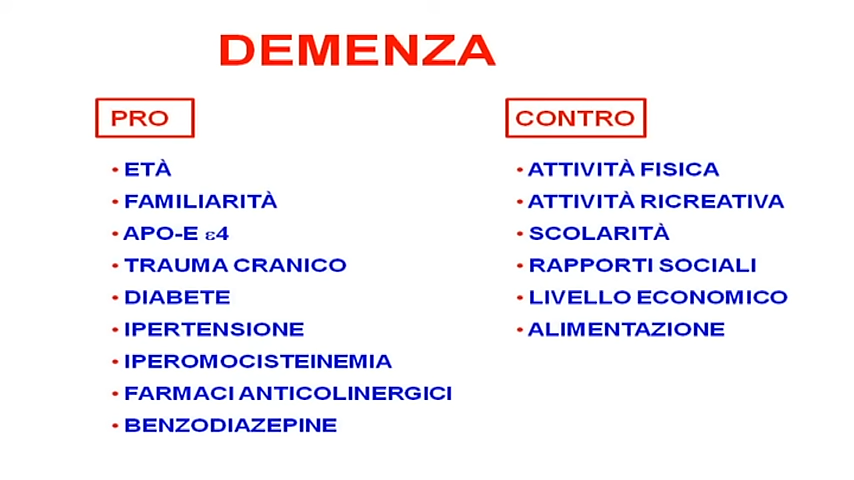 DEMENZA
PRO
• ETÀ
• FAMILIARITÀ
• APO-E ε4
• TRAUMA CRANICO
• DIABETE
• IPERTENSIONE
• IPEROMOCISTEINEMIA
• FARMACI ANTICOLINERGICI
• BENZODIAZEPINE
CONTRO
• ATTIVITÀ FISICA
• ATTIVITÀ RICREATIVA
• SCOLARITÀ
• RAPPORTI SOCIALI
• LIVELLO ECONOMICO
• ALIMENTAZIONE